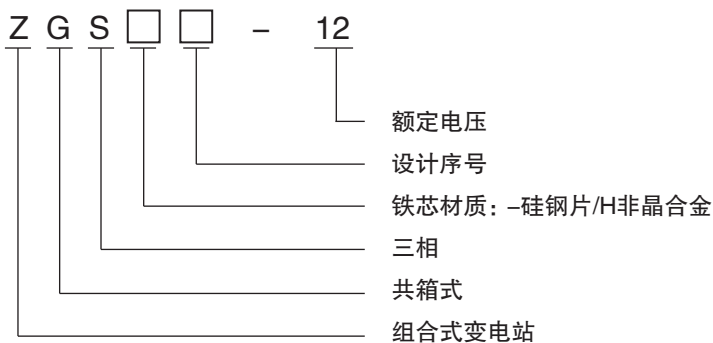 ZGS□□ - 12
额定电压
设计序号
铁芯材质：-硅钢片/H非晶合金
三相
共箱式
组合式变电站